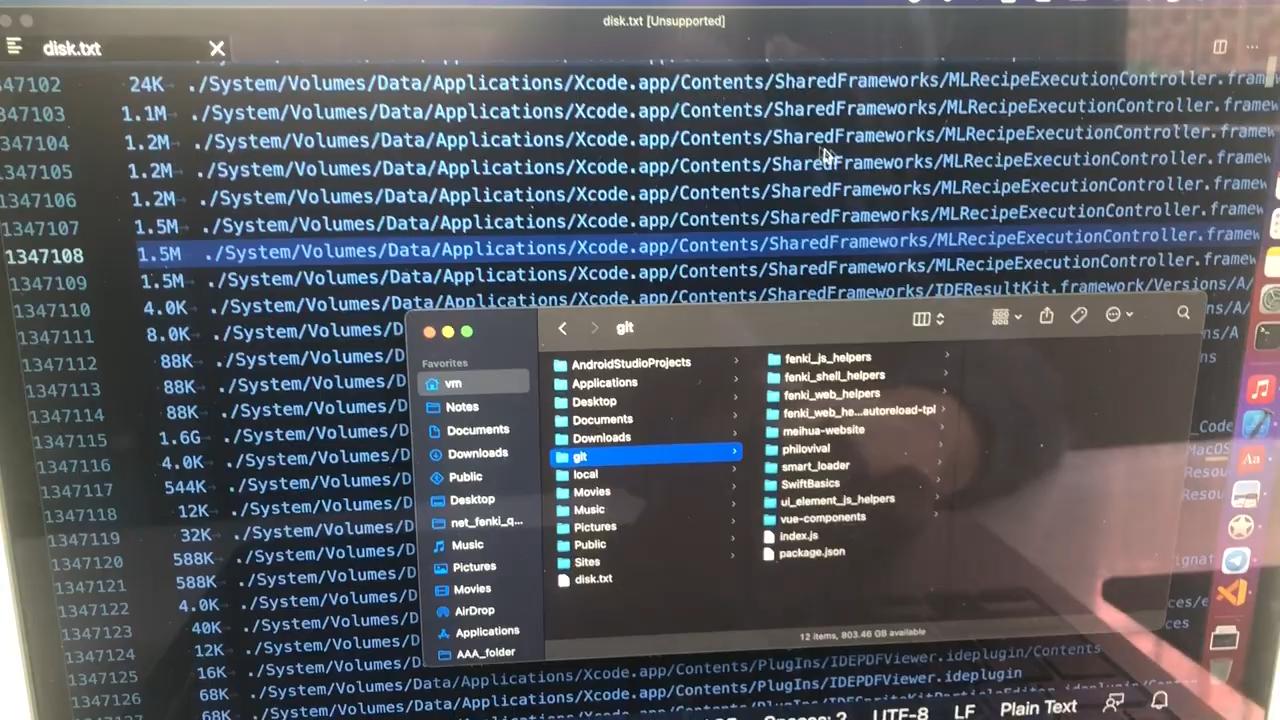 disk.txt [Unsupported]
disk.txt
347102 24K ./System/Volumes/Data/Applications/Xcode.app/Contents/SharedFrameworks/MLRecipeExecutionController.fram
347103 1.1M ./System/Volumes/Data/Applications/Xcode.app/Contents/SharedFrameworks/MLRecipeExecutionController.framew
347104 1.2M ./System/Volumes/Data/Applications/Xcode.app/Contents/SharedFrameworks/MLRecipeExecutionController.framew
1347105 1.2M ./System/Volumes/Data/Applications/Xcode.app/Contents/SharedFrameworks/MLRecipeExecutionController.framew
1347106 1.2M ./System/Volumes/Data/Applications/Xcode.app/Contents/SharedFrameworks/MLRecipeExecutionController.framew
1347107 1.5M ./System/Volumes/Data/Applications/Xcode.app/Contents/SharedFrameworks/MLRecipeExecutionController.framew
1347108 1.5M ./System/Volumes/Data/Applications/Xcode.app/Contents/SharedFrameworks/MLRecipeExecutionController.framew
1347109 1.5M ./System/Volumes/Data/Applications/Xcode.app/Contents/SharedFrameworks/MLRecipeExecutionController.framew
1347110 4.0K ./System/Volumes/Data/Applications/Xcode.app/Contents/SharedFrameworks/IDEResultKit.framework/Versions/A/
1347111 8.0K ./System/Volumes/D
1347112 88K ./System/Volumes/D
1347113 88K ./System/Volumes/D
1347114 88K ./System/Volumes/D
1347115 1.6G ./System/Volumes/D
1347116 4.0K ./System/Volumes/D
1347117 544K ./System/Volumes/D
1347118 12K ./System/Volumes/D
1347119 32K ./System/Volumes/D
1347120 588K ./System/Volumes/D
1347121 588K ./System/Volumes/D
1347122 4.0K ./System/Volumes/D
1347123 40K ./System/Volumes/D
1347124 12K ./System/Volumes/D
1347125 16K ./System/Volumes/Data/Applications/Xcode.app/Contents/PlugIns/IDEPDFViewer.ideplugin/Contents
1347126 68K ./System/Volumes/Data/Applications/Xcode.app/Contents/PlugIns/IDEPDFViewer.ideplugin
68K
git
Favorites
vm
Notes
Documents
Downloads
Public
Desktop
net_fenki_q...
Music
Pictures
Movies
AirDrop
Applications
AAA_folder
AndroidStudioProjects
Applications
Desktop
Documents
Downloads
git
local
Movies
Music
Pictures
Public
Sites
disk.txt
fenki_js_helpers
fenki_shell_helpers
fenki_web_helpers
fenki_web_he...autoreload-tpl
meihua-website
philovival
smart_loader
SwiftBasics
ui_element_js_helpers
vue-components
index.js
package.json
12 items, 803.46 GB available
UTF-8 LF Plain Text